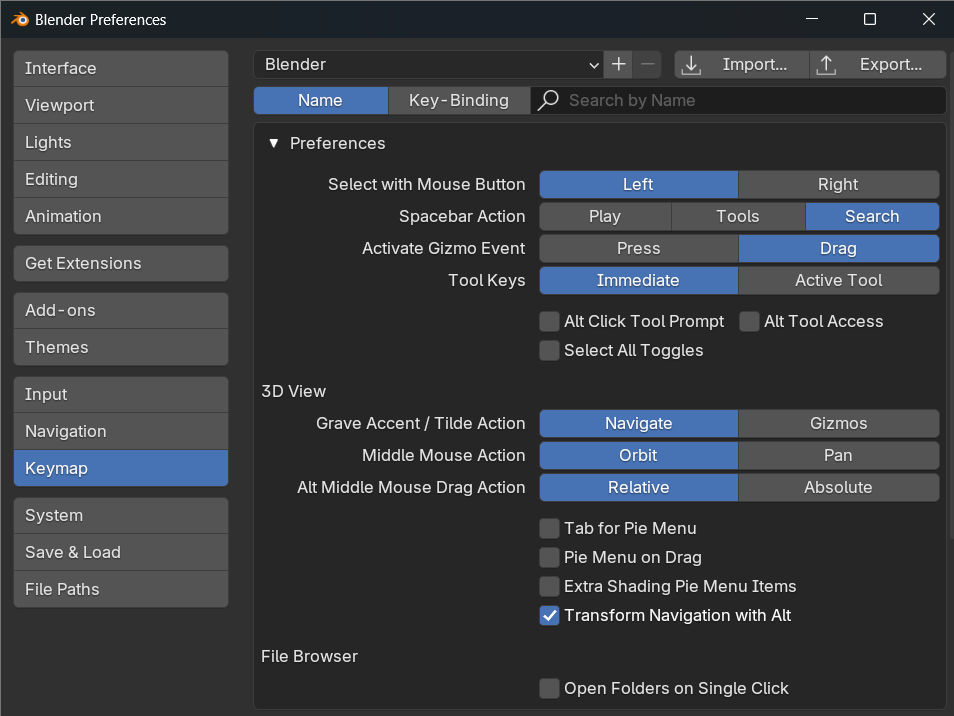 Blender Preferences
Interface
Viewport
Lights
Editing
Animation
Get Extensions
Add-ons
Themes
Input
Navigation
Keymap
System
Save & Load
File Paths
Blender Import... Export...
Name Key-Binding Search by Name
Preferences
Select with Mouse Button Left Right
Spacebar Action Play Tools Search
Activate Gizmo Event Press Drag
Tool Keys Immediate Active Tool
Alt Click Tool Prompt Alt Tool Access
Select All Toggles
3D View
Grave Accent / Tilde Action Navigate Gizmos
Middle Mouse Action Orbit Pan
Alt Middle Mouse Drag Action Relative Absolute
Tab for Pie Menu
Pie Menu on Drag
Extra Shading Pie Menu Items
Transform Navigation with Alt
File Browser
Open Folders on Single Click